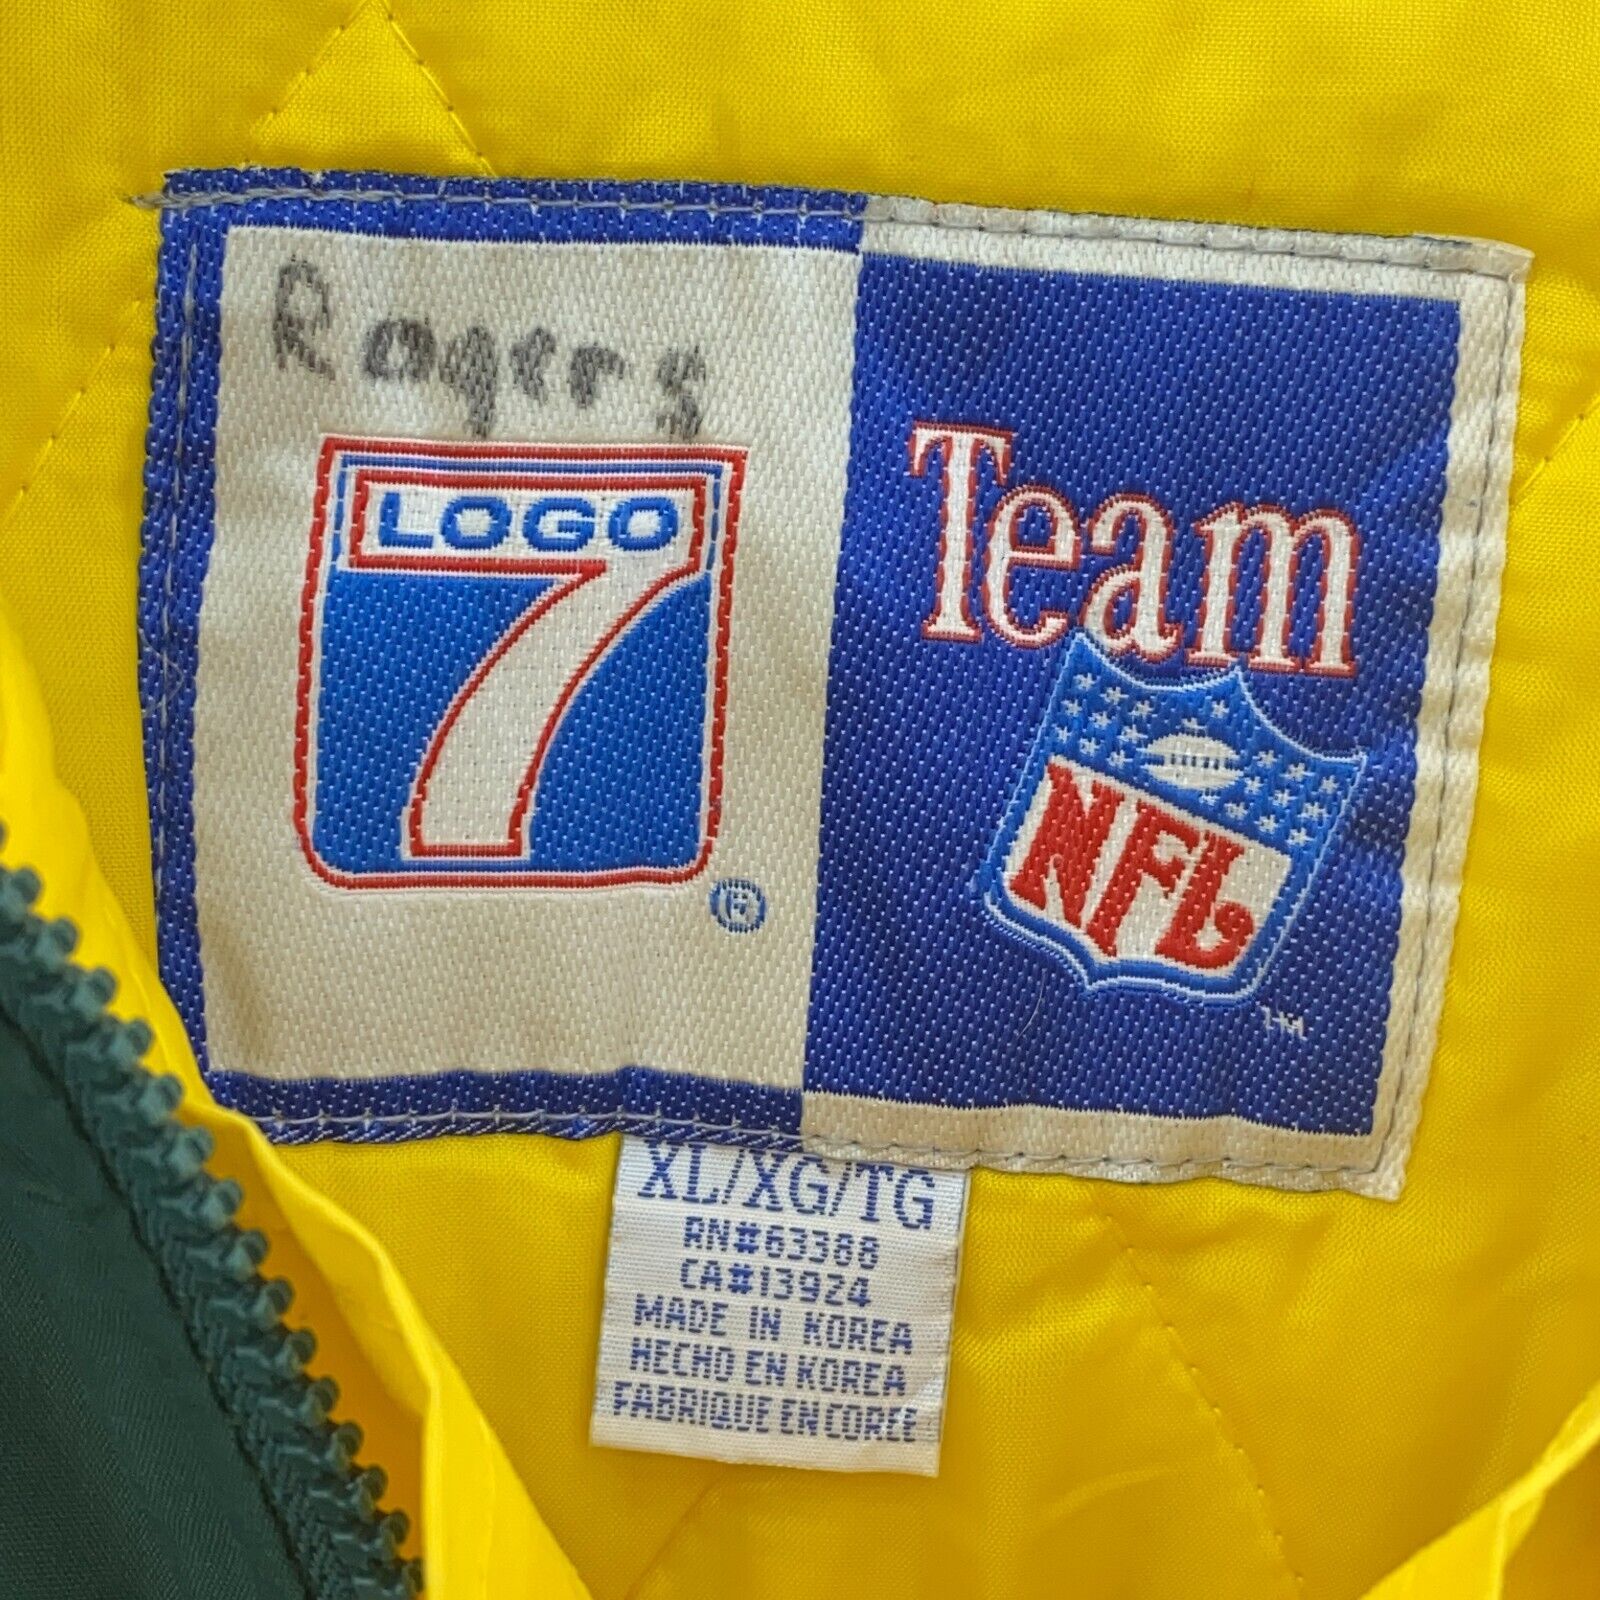 Rogers
LOGO
7
®
Team
NFL
TM
XL/XG/TG
RN#63388
CA#13924
MADE IN KOREA
HECHO EN KOREA
FABRIQUE EN COREE